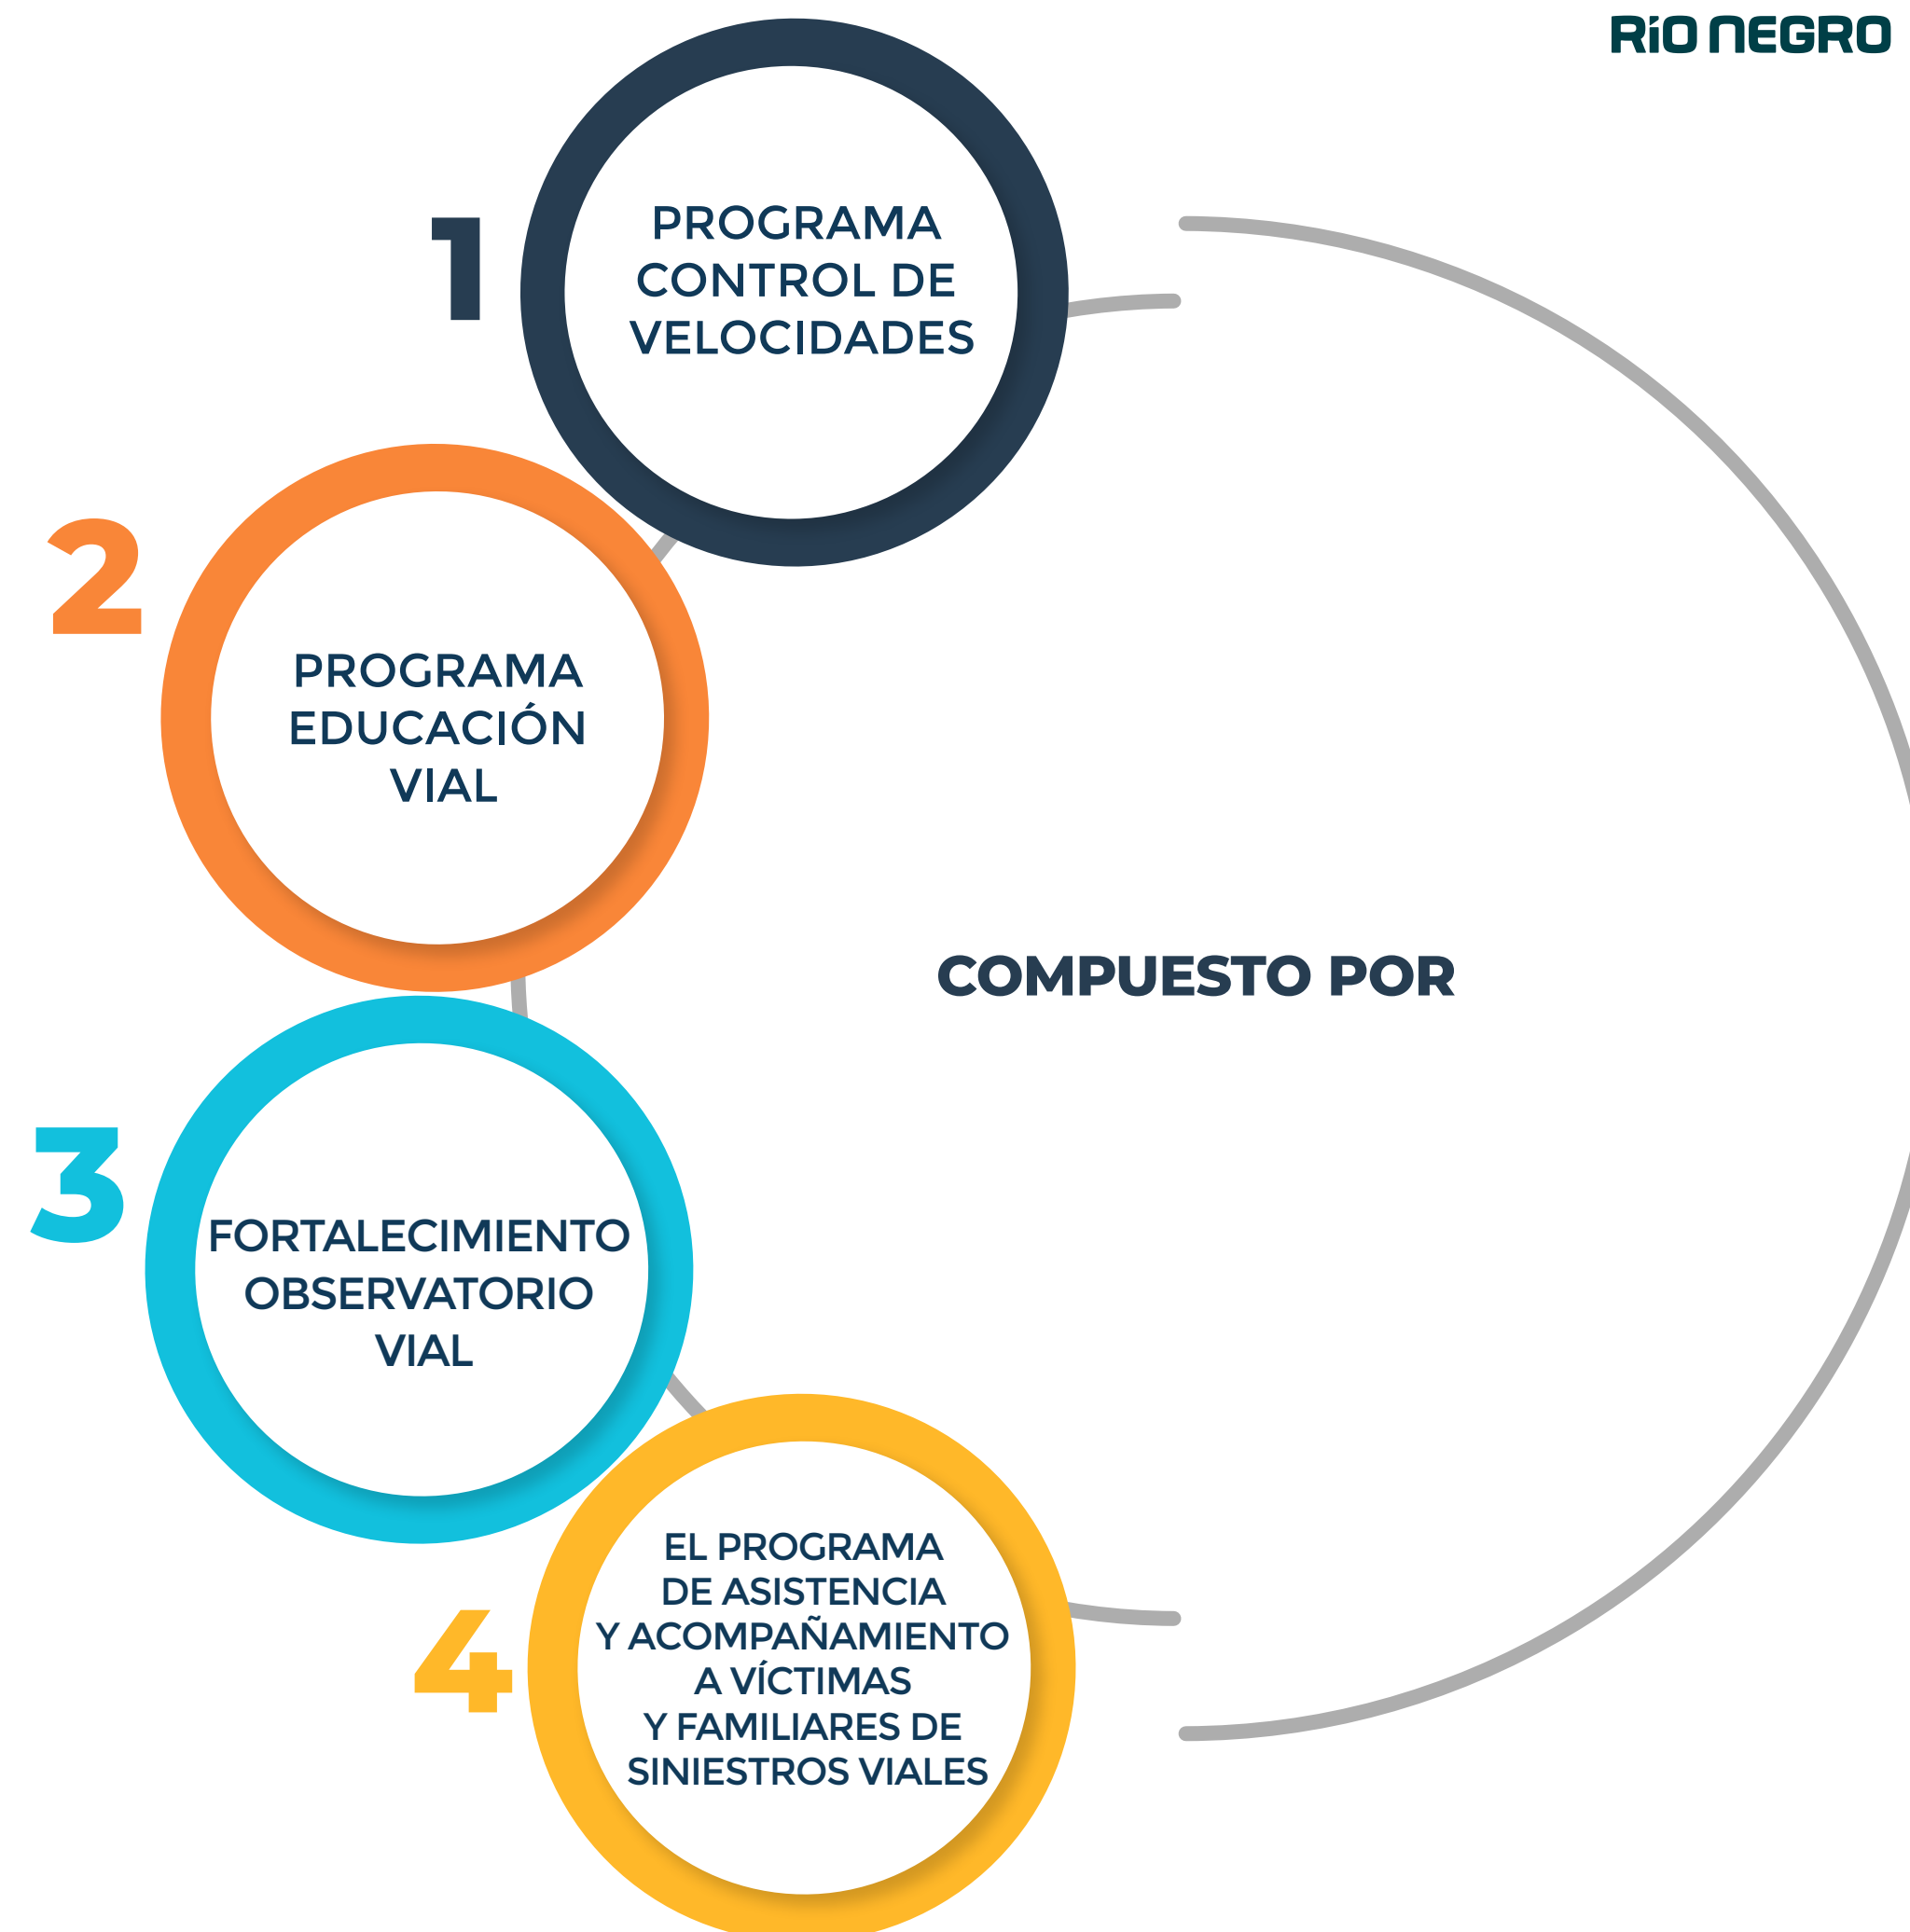 RÍO NEGRO
1
PROGRAMA
CONTROL DE
VELOCIDADES
2
PROGRAMA
EDUCACIÓN
VIAL
COMPUESTO POR
3
FORTALECIMIENTO
OBSERVATORIO
VIAL
4
EL PROGRAMA
DE ASISTENCIA
Y ACOMPAÑAMIENTO
A VÍCTIMAS
Y FAMILIARES DE
SINIESTROS VIALES